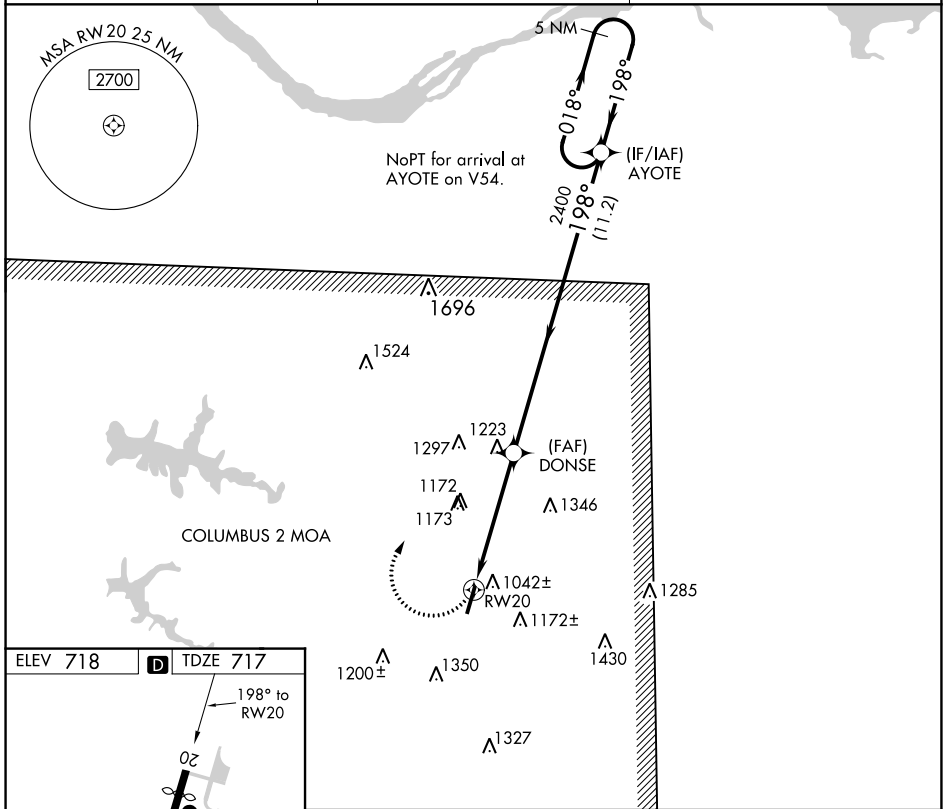 MSA RW20 25 NM
2700
5 NM
018°
198°
(IF/IAF)
AYOTE
NoPT for arrival at
AYOTE on V54.
2400
198°
(11.2)
1696
1524
1223
1297
(FAF)
DONSE
1172
1173
1346
COLUMBUS 2 MOA
1042±
RW20
1285
1172±
1430
1200±
1350
1327
ELEV 718
D
TDZE 717
198° to
RW20
20